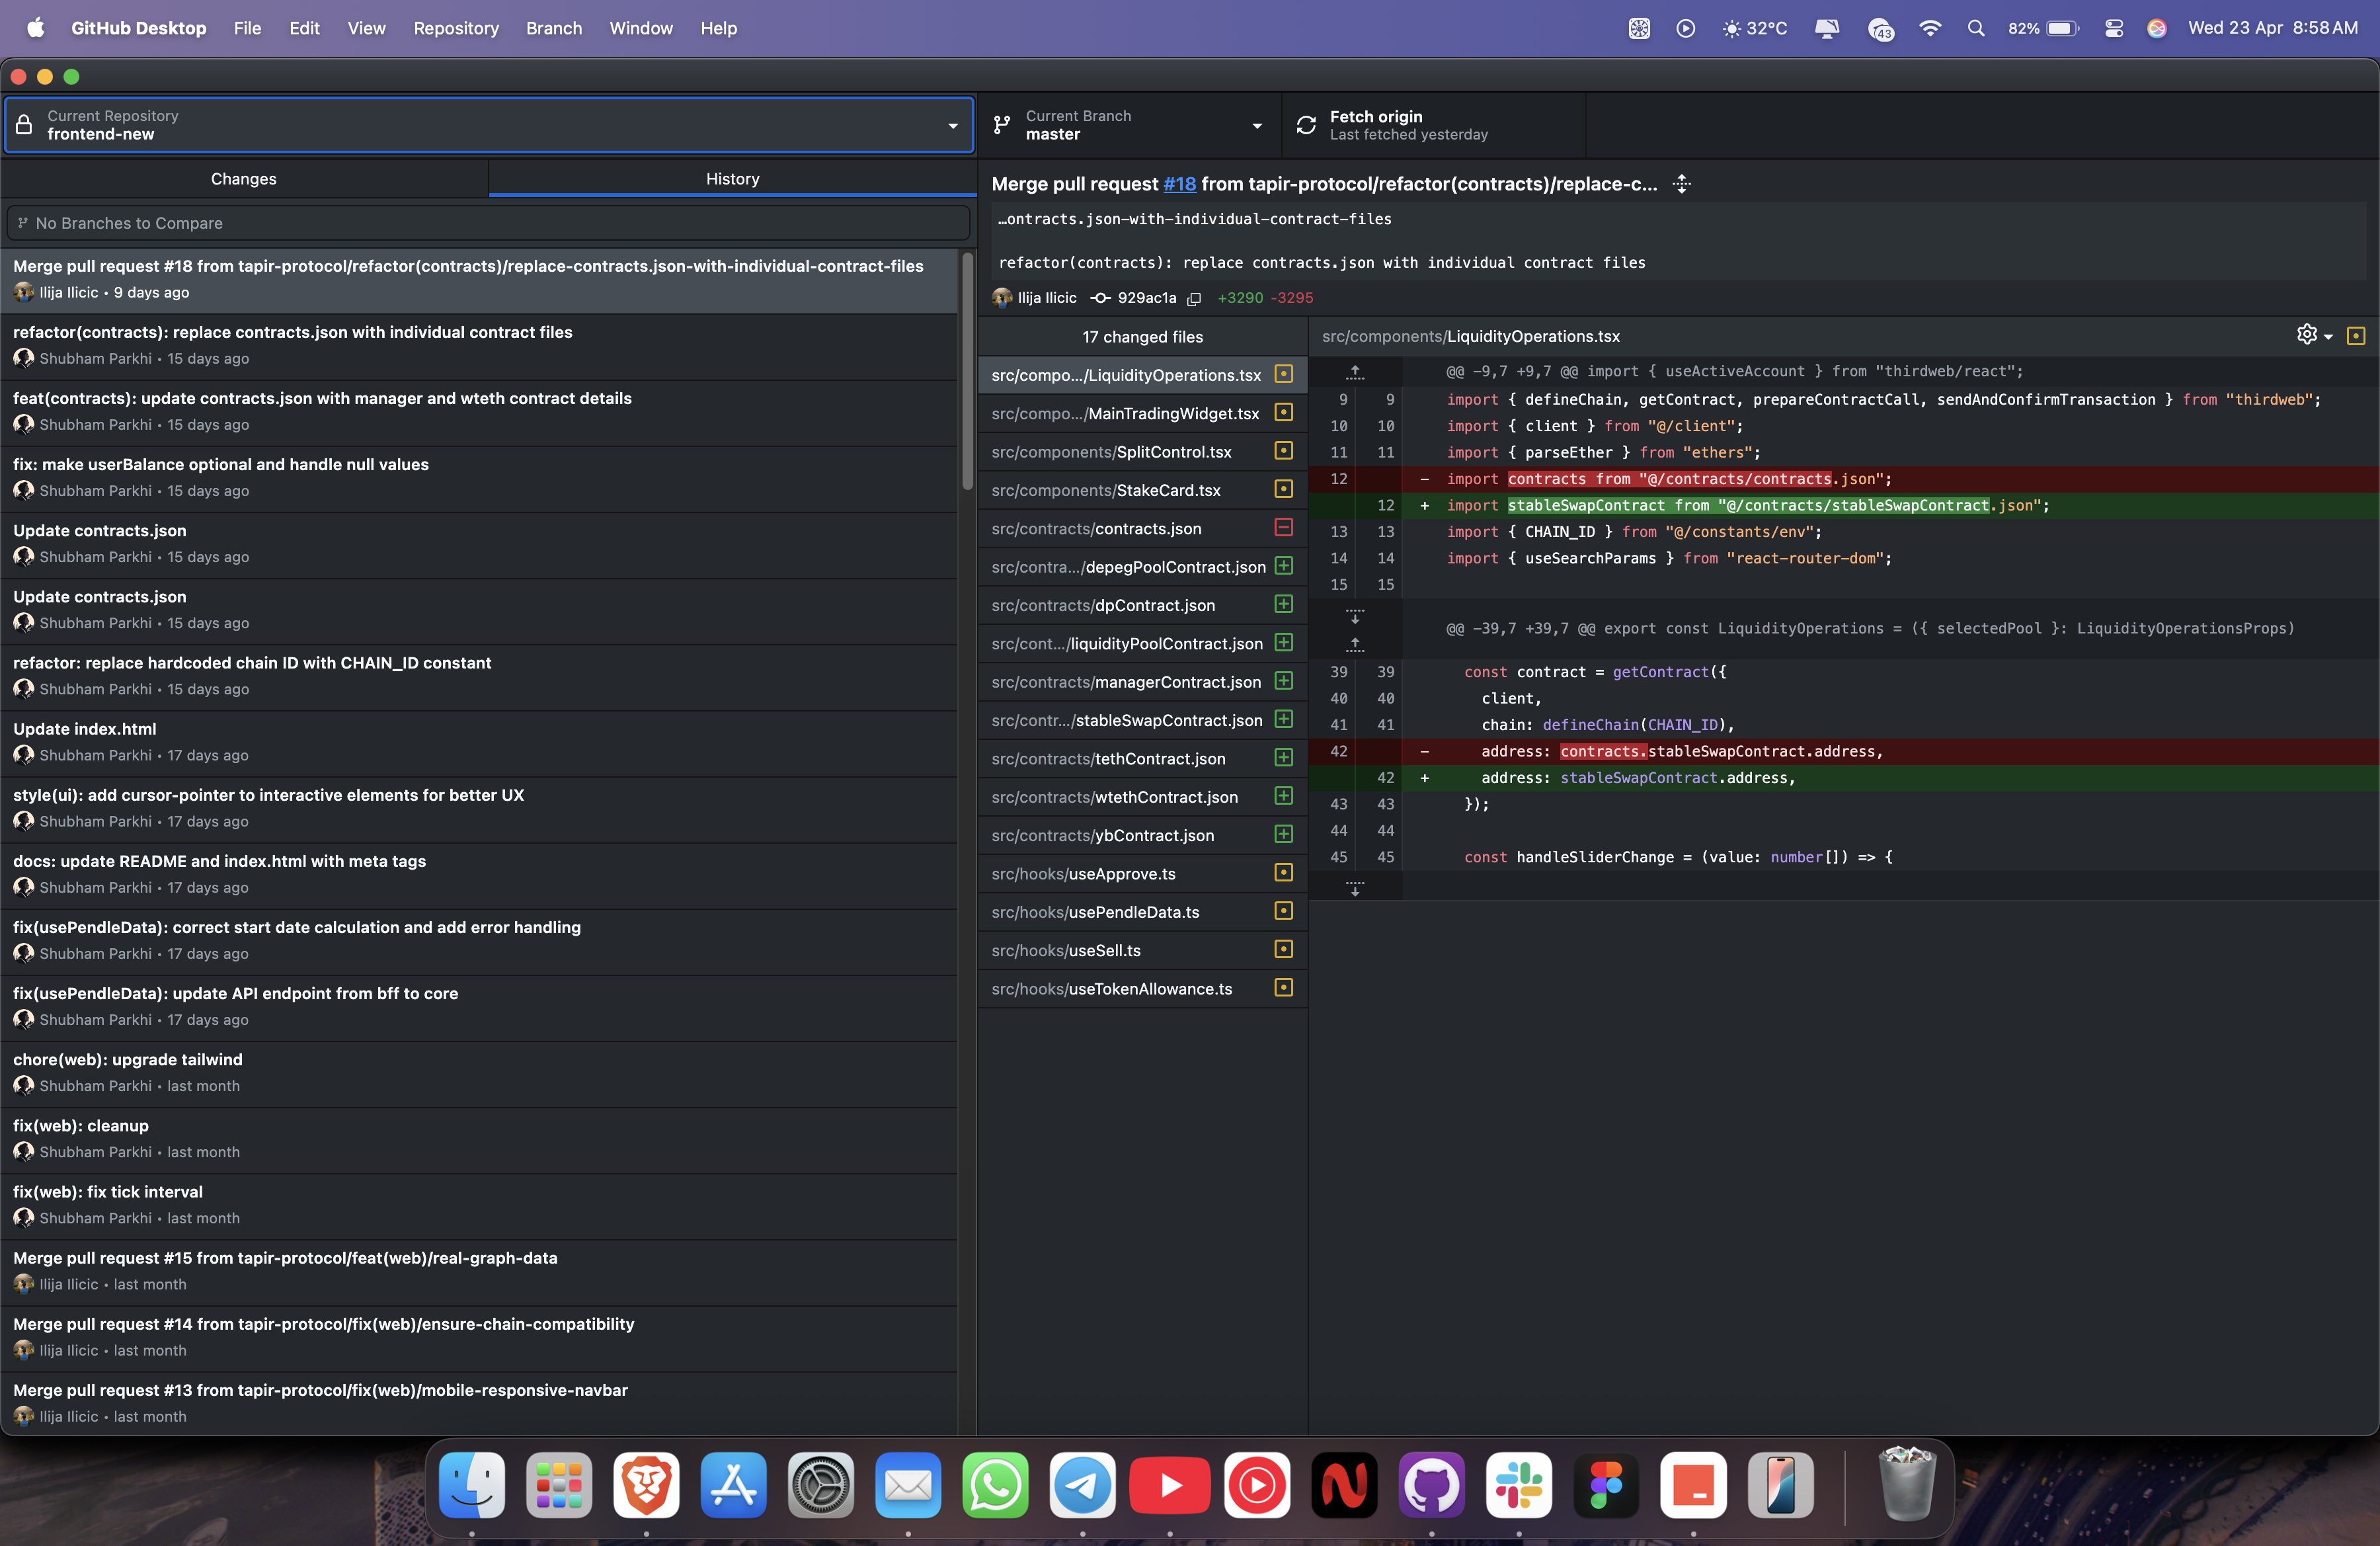 GitHub Desktop File Edit View Repository Branch Window Help
32°C 43 82% Wed 23 Apr 8:58 AM
Current Repository
frontend-new
Current Branch
master
Fetch origin
Last fetched yesterday
Changes
History
No Branches to Compare
Merge pull request #18 from tapir-protocol/refactor(contracts)/replace-contracts.json-with-individual-contract-files
Ilija Ilicic • 9 days ago
refactor(contracts): replace contracts.json with individual contract files
Shubham Parkhi • 15 days ago
feat(contracts): update contracts.json with manager and wteth contract details
Shubham Parkhi • 15 days ago
fix: make userBalance optional and handle null values
Shubham Parkhi • 15 days ago
Update contracts.json
Shubham Parkhi • 15 days ago
Update contracts.json
Shubham Parkhi • 15 days ago
refactor: replace hardcoded chain ID with CHAIN_ID constant
Shubham Parkhi • 15 days ago
Update index.html
Shubham Parkhi • 17 days ago
style(ui): add cursor-pointer to interactive elements for better UX
Shubham Parkhi • 17 days ago
docs: update README and index.html with meta tags
Shubham Parkhi • 17 days ago
fix(usePendleData): correct start date calculation and add error handling
Shubham Parkhi • 17 days ago
fix(usePendleData): update API endpoint from bff to core
Shubham Parkhi • 17 days ago
chore(web): upgrade tailwind
Shubham Parkhi • last month
fix(web): cleanup
Shubham Parkhi • last month
fix(web): fix tick interval
Shubham Parkhi • last month
Merge pull request #15 from tapir-protocol/feat(web)/real-graph-data
Ilija Ilicic • last month
Merge pull request #14 from tapir-protocol/fix(web)/ensure-chain-compatibility
Ilija Ilicic • last month
Merge pull request #13 from tapir-protocol/fix(web)/mobile-responsive-navbar
Ilija Ilicic • last month
Merge pull request #18 from tapir-protocol/refactor(contracts)/replace-c...
…ontracts.json-with-individual-contract-files
refactor(contracts): replace contracts.json with individual contract files
Ilija Ilicic 929ac1a +3290 -3295
17 changed files
src/compo.../LiquidityOperations.tsx
src/compo.../MainTradingWidget.tsx
src/components/SplitControl.tsx
src/components/StakeCard.tsx
src/contracts/contracts.json
src/contra.../depegPoolContract.json
src/contracts/dpContract.json
src/cont.../liquidityPoolContract.json
src/contracts/managerContract.json
src/contr.../stableSwapContract.json
src/contracts/tethContract.json
src/contracts/wtethContract.json
src/contracts/ybContract.json
src/hooks/useApprove.ts
src/hooks/usePendleData.ts
src/hooks/useSell.ts
src/hooks/useTokenAllowance.ts
src/components/LiquidityOperations.tsx
@@ -9,7 +9,7 @@ import { useActiveAccount } from "thirdweb/react";
9 9 import { defineChain, getContract, prepareContractCall, sendAndConfirmTransaction } from "thirdweb";
10 10 import { client } from "@/client";
11 11 import { parseEther } from "ethers";
12 - import contracts from "@/contracts/contracts.json";
12 + import stableSwapContract from "@/contracts/stableSwapContract.json";
13 13 import { CHAIN_ID } from "@/constants/env";
14 14 import { useSearchParams } from "react-router-dom";
15 15
@@ -39,7 +39,7 @@ export const LiquidityOperations = ({ selectedPool }: LiquidityOperationsProps)
39 39 const contract = getContract({
40 40 client,
41 41 chain: defineChain(CHAIN_ID),
42 - address: contracts.stableSwapContract.address,
42 + address: stableSwapContract.address,
43 43 });
44 44
45 45 const handleSliderChange = (value: number[]) => {